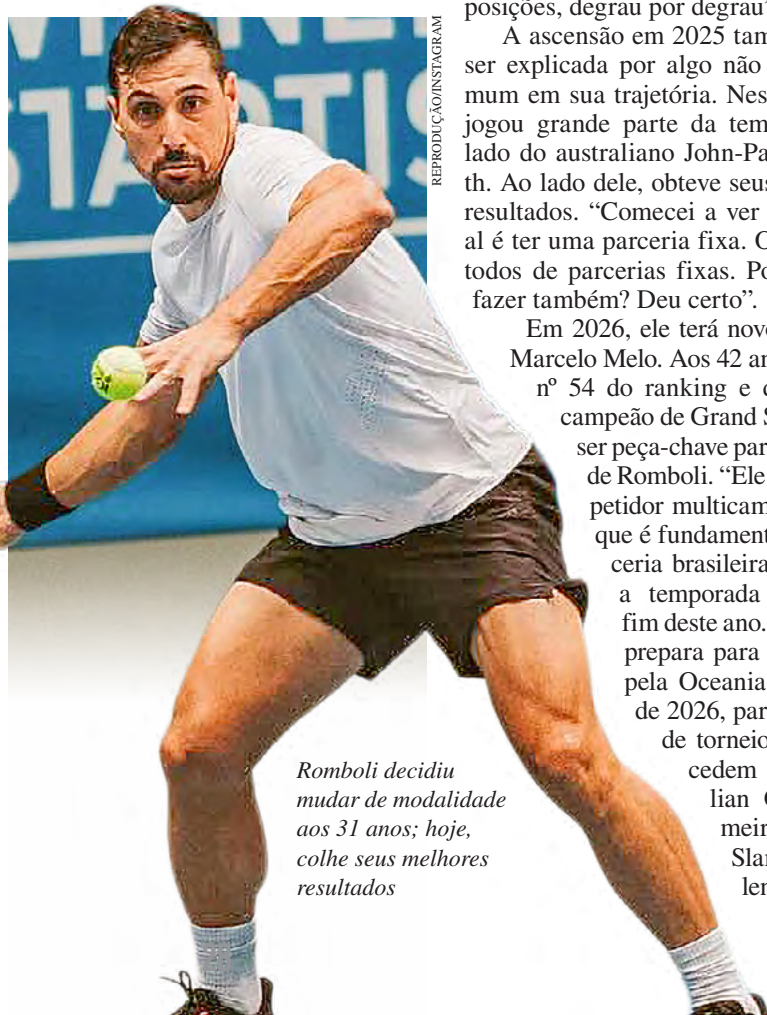 posições, degrau por degrau”
A ascensão em 2025 tam
ser explicada por algo não
mum em sua trajetória. Nes
jogou grande parte da tem
lado do australiano John-Pa
th. Ao lado dele, obteve seus
resultados. “Comecei a ver
al é ter uma parceria fixa.
todos de parcerias fixas. Po
fazer também? Deu certo”.
Em 2026, ele terá novo
Marcelo Melo. Aos 42 an
nº 54 do ranking e
campeão de Grand S
ser peça-chave par
de Romboli. “Ele
petidor multicam
que é fundament
ceria brasileira
a temporada
fim deste ano.
prepara para
pela Oceania
de 2026, par
de torneio
cedem
lian
meir
Slar
len
REPRODUÇÃO/INSTAGRAM
Romboli decidiu
mudar de modalidade
aos 31 anos; hoje,
colhe seus melhores
resultados